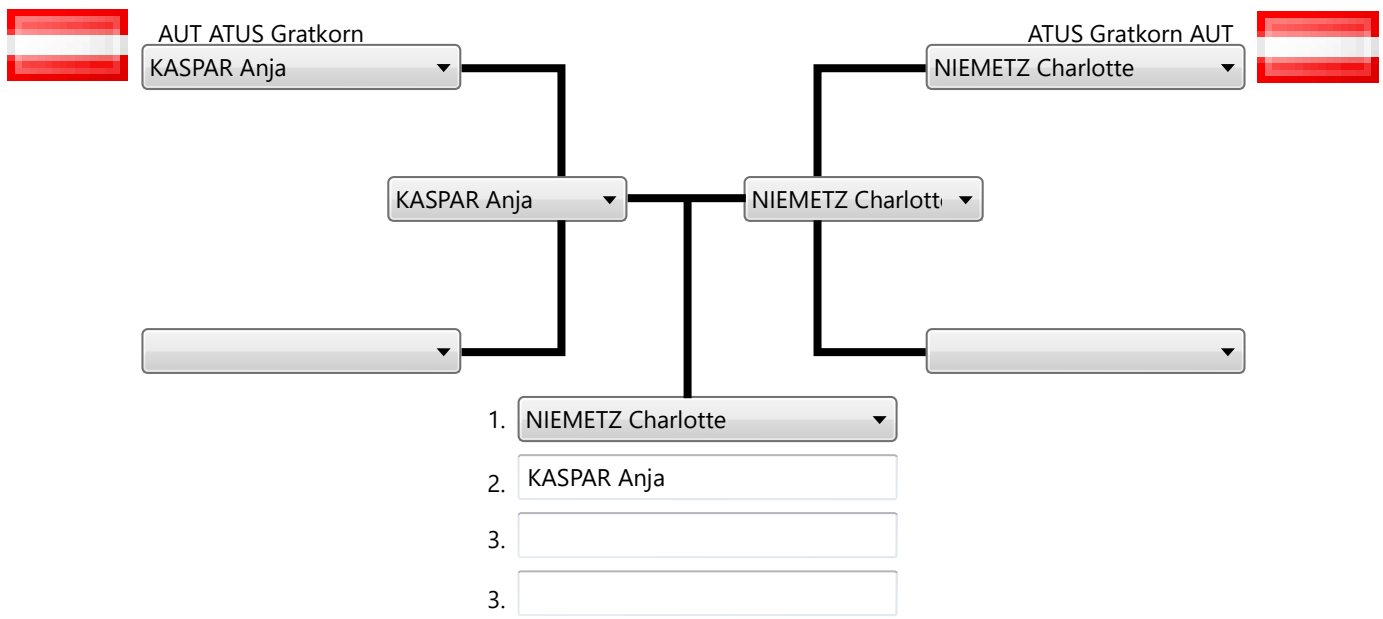 AUT ATUS Gratkorn
ATUS Gratkorn AUT
KASPAR Anja
NIEMETZ Charlotte
KASPAR Anja
NIEMETZ Charlott
1. NIEMETZ Charlotte
2. KASPAR Anja
3.
3.